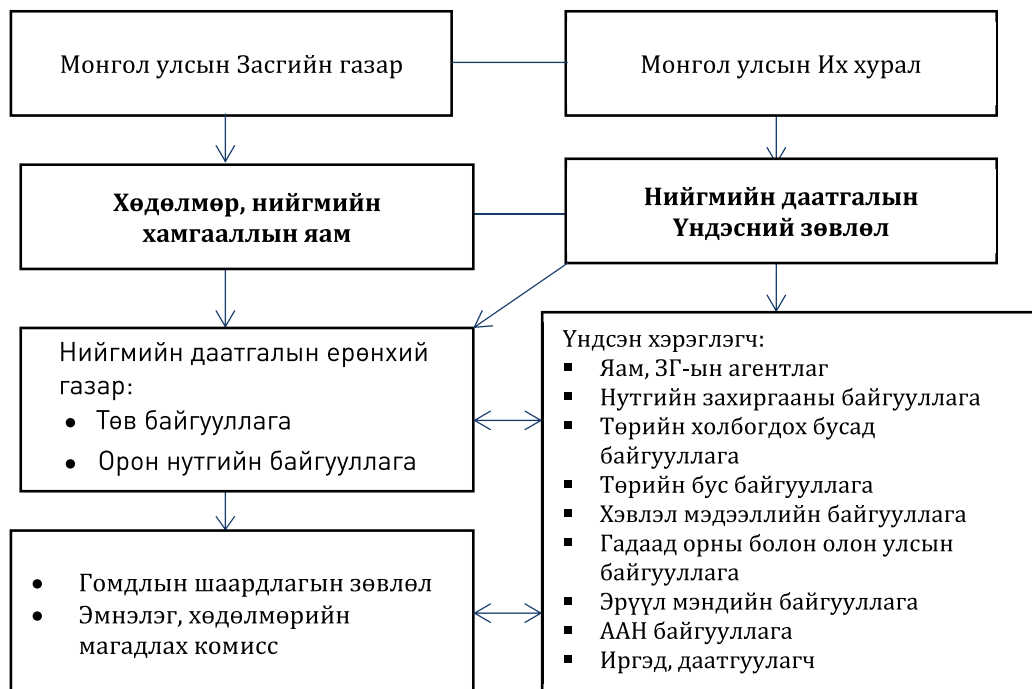 Монгол улсын Засгийн газар
Монгол улсын Их хурал
Хөдөлмөр, нийгмийн
хамгааллын яам
Нийгмийн даатгалын
Үндэсний зөвлөл
Нийгмийн даатгалын ерөнхий
газар:
• Төв байгууллага
• Орон нутгийн байгууллага
Үндсэн хэрэглэгч:
▪ Яам, ЗГ-ын агентлаг
▪ Нутгийн захиргааны байгууллага
▪ Төрийн холбогдох бусад
байгууллага
▪ Төрийн бус байгууллага
▪ Хэвлэл мэдээллийн байгууллага
▪ Гадаад орны болон олон улсын
байгууллага
▪ Эрүүл мэндийн байгууллага
▪ ААН байгууллага
▪ Иргэд, даатгуулагч
• Гомдлын шаардлагын зөвлөл
• Эмнэлэг, хөдөлмөрийн
магадлах комисс